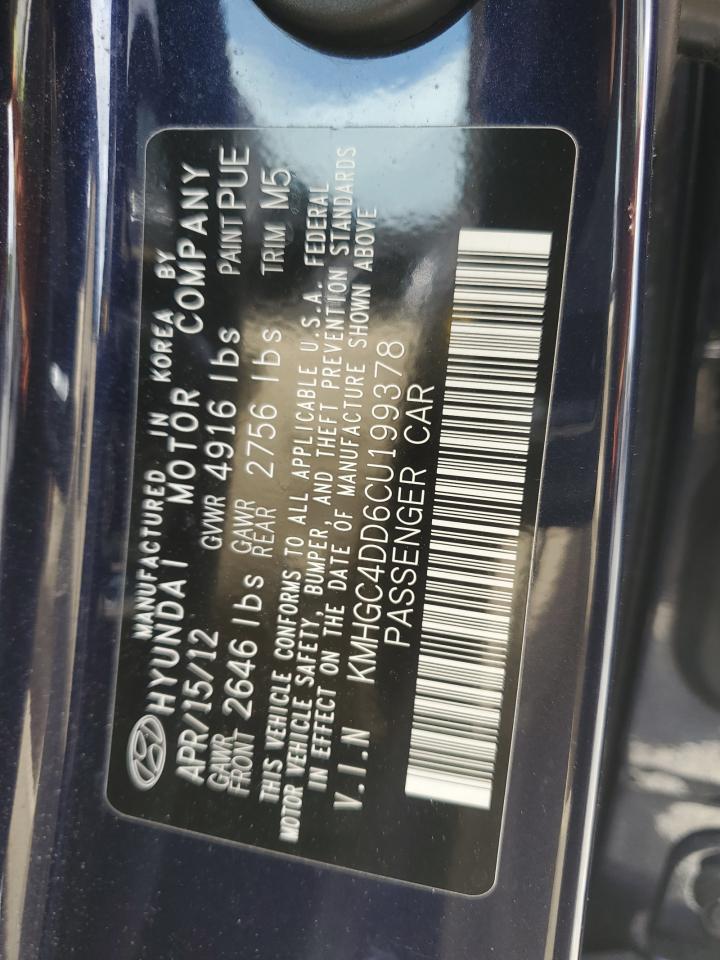 MANUFACTURED IN KOREA BY
HYUNDAI MOTOR COMPANY
APR/15/12 GVWR 4916 lbs PAINT PUE
GAWR FRONT 2646 lbs GAWR REAR 2756 lbs TRIM M5
THIS VEHICLE CONFORMS TO ALL APPLICABLE U.S.A. FEDERAL
MOTOR VEHICLE SAFETY, BUMPER, AND THEFT PREVENTION STANDARDS
IN EFFECT ON THE DATE OF MANUFACTURE SHOWN ABOVE
V.I.N KMHGC4DD6CU199378
PASSENGER CAR